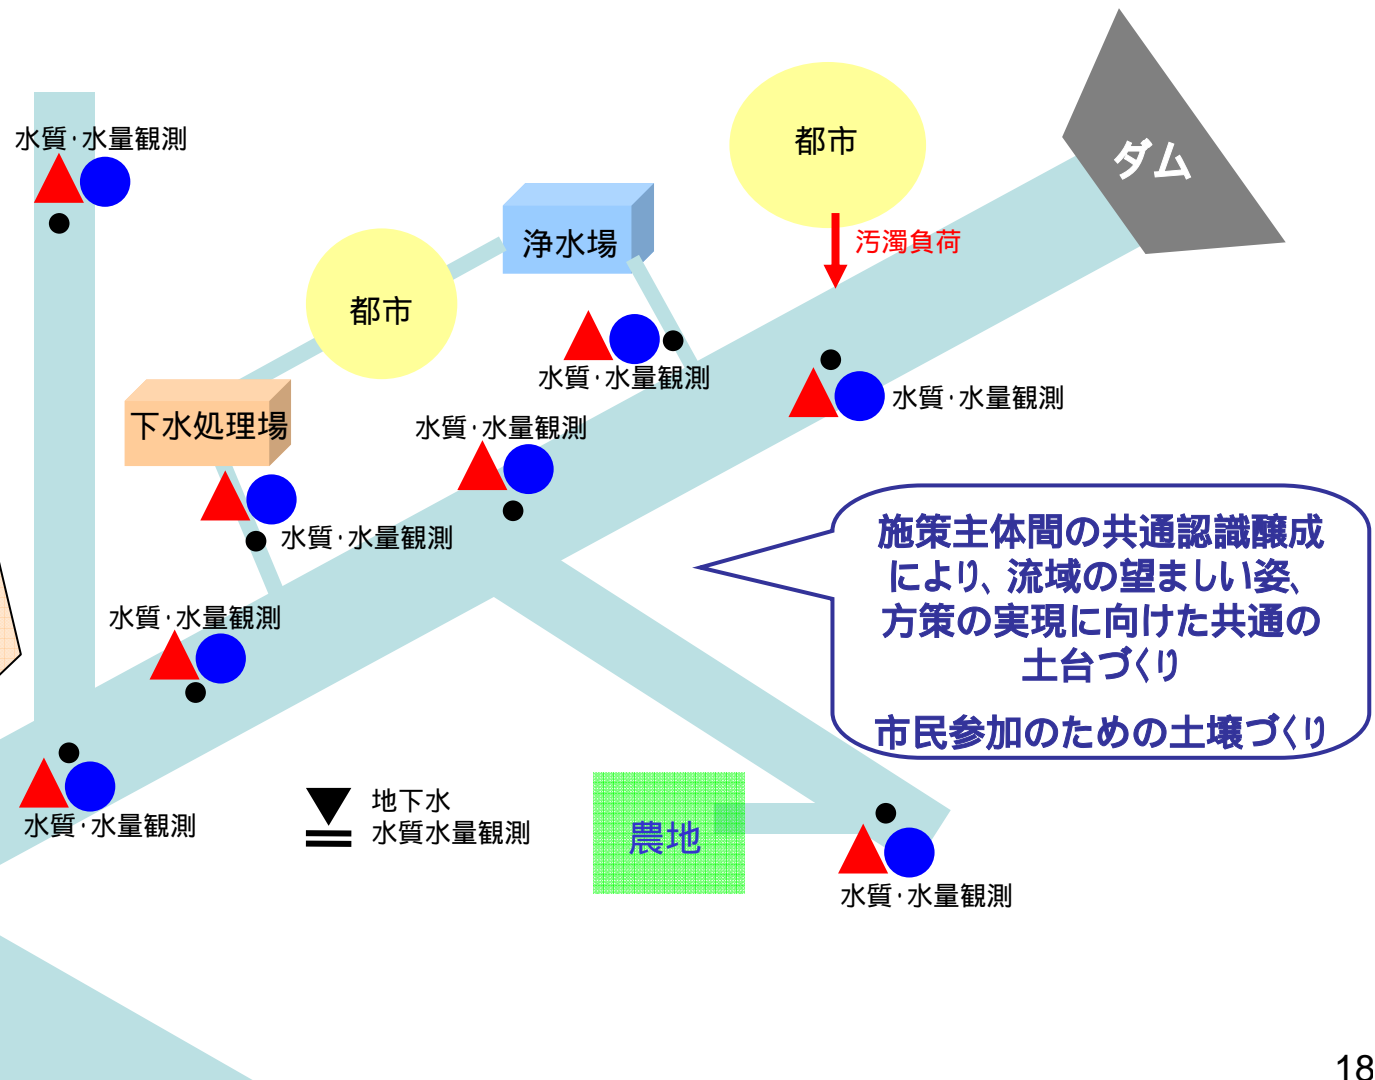 水質・水量観測
都市
ダム
浄水場
汚濁負荷
都市
水質・水量観測
水質・水量観測
下水処理場
水質・水量観測
水質・水量観測
施策主体間の共通認識醸成
により、流域の望ましい姿、
方策の実現に向けた共通の
土台づくり
市民参加のための土壌づくり
水質・水量観測
地下水
水質水量観測
水質・水量観測
農地
水質・水量観測
18